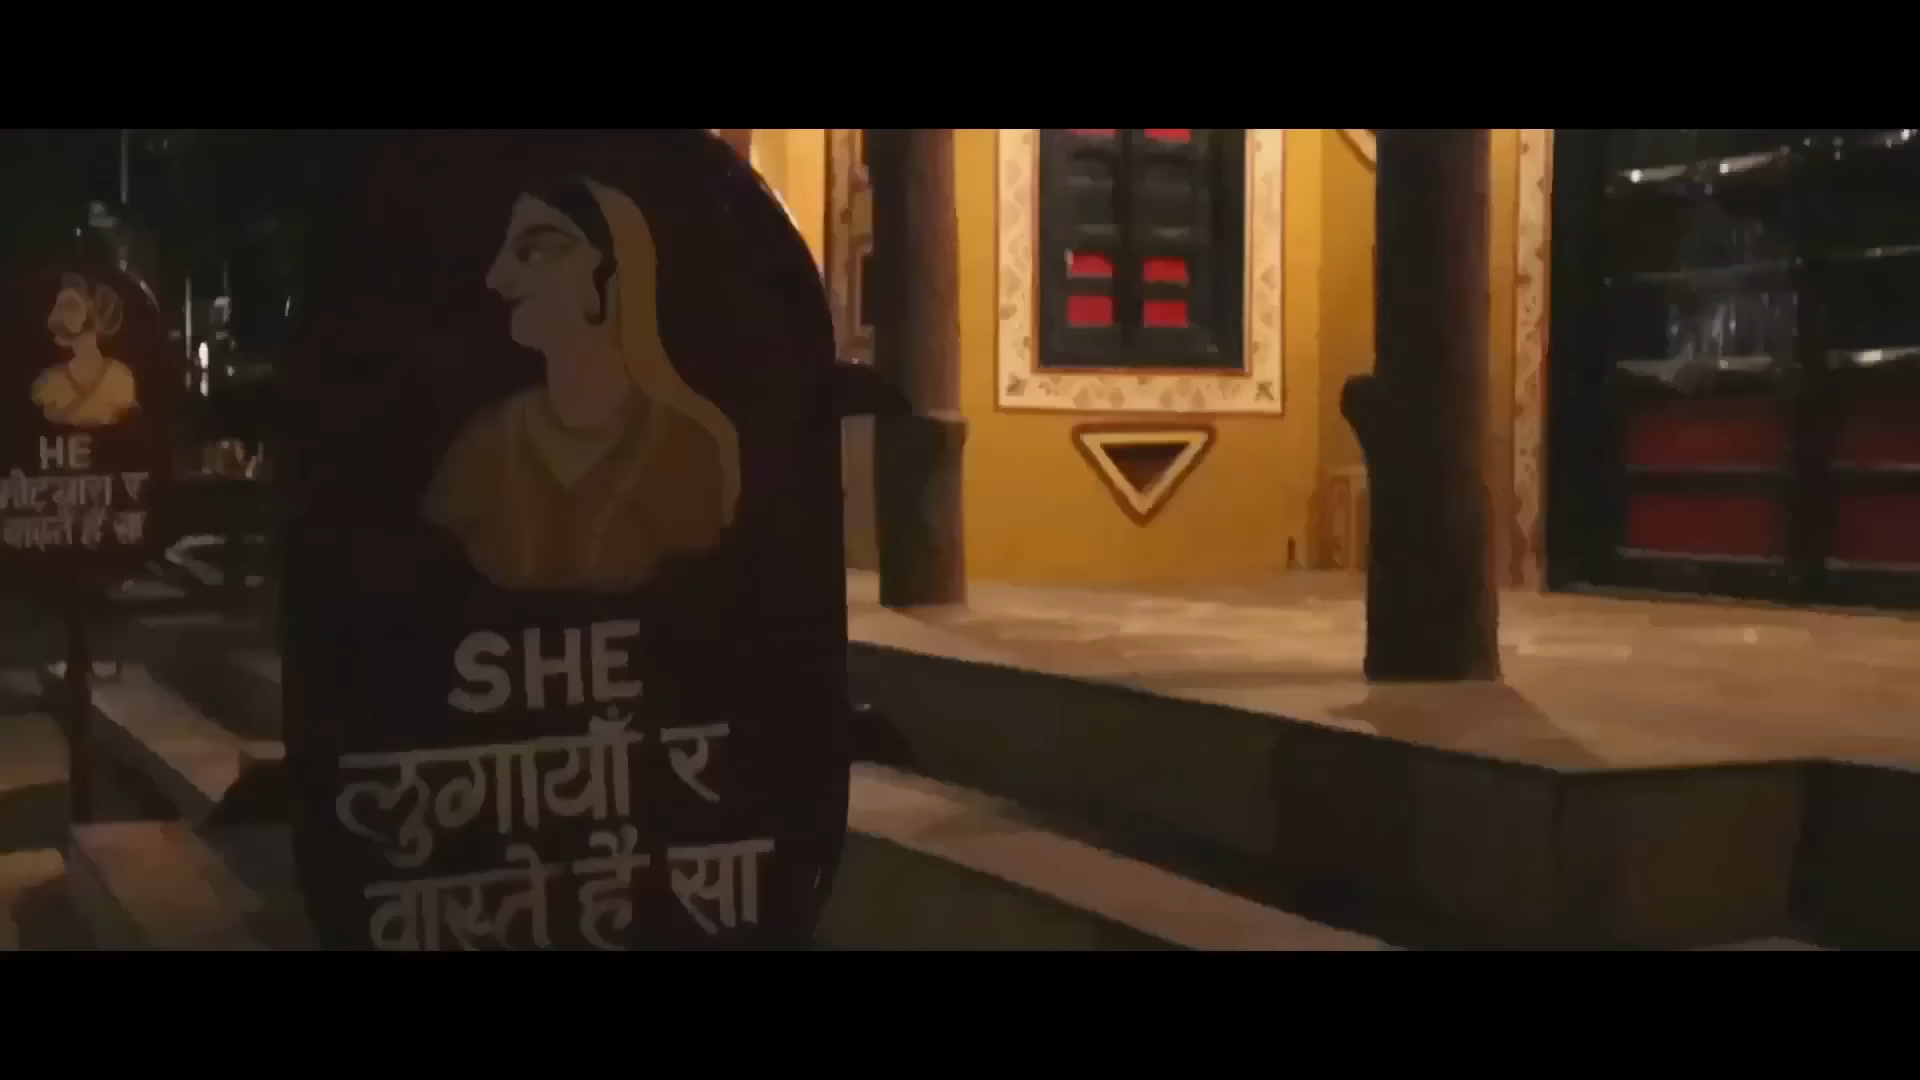 HE
मोट्यारा र
वास्ते है सा
SHE
लुगायाँ र
वास्ते है सा